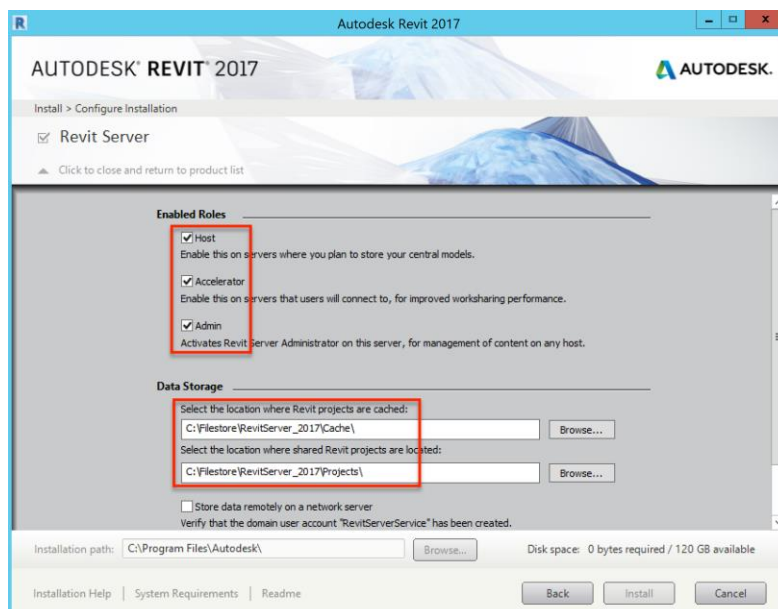 R
Autodesk Revit 2017
AUTODESK® REVIT® 2017
AUTODESK.
Install > Configure Installation
Revit Server
Click to close and return to product list
Enabled Roles
Host
Enable this on servers where you plan to store your central models.
Accelerator
Enable this on servers that users will connect to, for improved worksharing performance.
Admin
Activates Revit Server Administrator on this server, for management of content on any host.
Data Storage
Select the location where Revit projects are cached:
C:\Filestore\RevitServer_2017\Cache\ Browse...
Select the location where shared Revit projects are located:
C:\Filestore\RevitServer_2017\Projects\ Browse...
Store data remotely on a network server
Verify that the domain user account "RevitServerService" has been created.
Installation path: C:\Program Files\Autodesk\ Browse... Disk space: 0 bytes required / 120 GB available
Installation Help | System Requirements | Readme Back Install Cancel